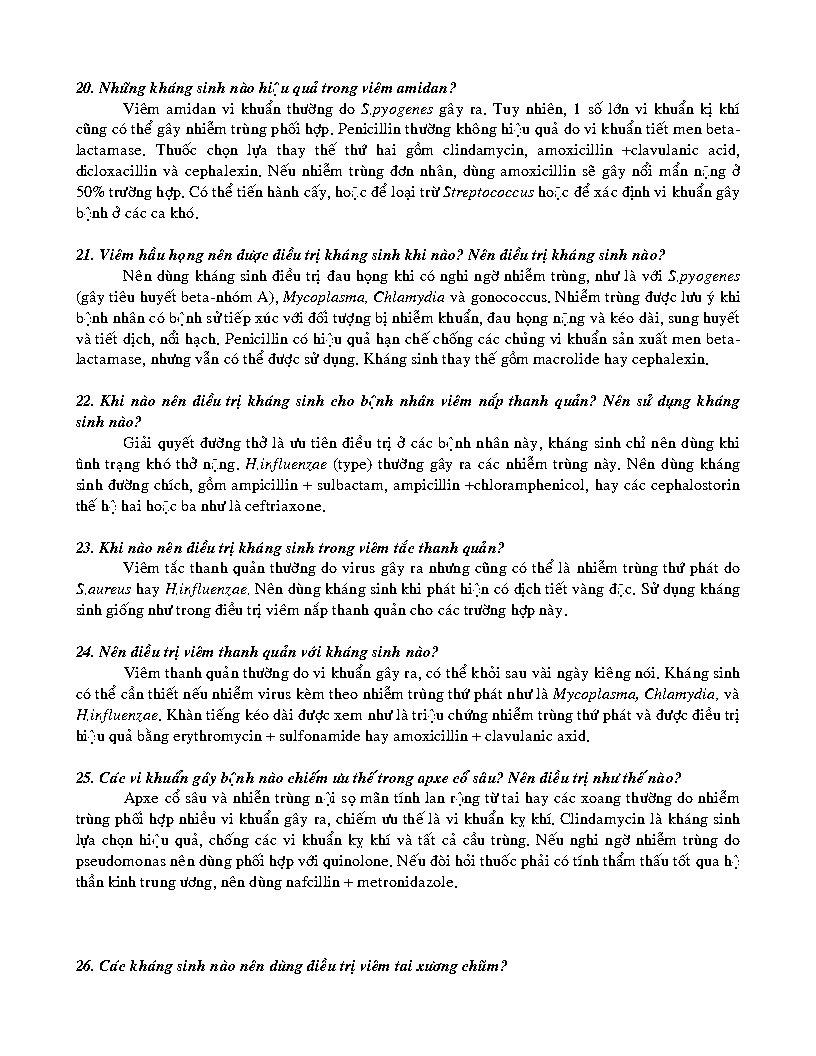 20. Những kháng sinh nào hiệu quả trong viêm amidan?
Viêm amidan vi khuẩn thường do S.pyogenes gây ra. Tuy nhiên, 1 số lớn vi khuẩn kị khí
cũng có thể gây nhiễm trùng phối hợp. Penicillin thường không hiệu quả do vi khuẩn tiết men beta-
lactamase. Thuốc chọn lựa thay thế thứ hai gồm clindamycin, amoxicillin +clavulanic acid,
dicloxacillin và cephalexin. Nếu nhiễm trùng đơn nhân, dùng amoxicillin sẽ gây nổi mẩn nặng ở
50% trường hợp. Có thể tiến hành cấy, hoặc để loại trừ Streptococcus hoặc để xác định vi khuẩn gây
bệnh ở các ca khó.
21. Viêm hầu họng nên được điều trị kháng sinh khi nào? Nên điều trị kháng sinh nào?
Nên dùng kháng sinh điều trị đau họng khi có nghi ngờ nhiễm trùng, như là với S.pyogenes
(gây tiêu huyết beta-nhóm A), Mycoplasma, Chlamydia và gonococcus. Nhiễm trùng được lưu ý khi
bệnh nhân có bệnh sử tiếp xúc với đối tượng bị nhiễm khuẩn, đau họng nặng và kéo dài, sung huyết
và tiết dịch, nổi hạch. Penicillin có hiệu quả hạn chế chống các chủng vi khuẩn sản xuất men beta-
lactamase, nhưng vẫn có thể được sử dụng. Kháng sinh thay thế gồm macrolide hay cephalexin.
22. Khi nào nên điều trị kháng sinh cho bệnh nhân viêm nắp thanh quản? Nên sử dụng kháng
sinh nào?
Giải quyết đường thở là ưu tiên điều trị ở các bệnh nhân này, kháng sinh chỉ nên dùng khi
tình trạng khó thở nặng. H.influenzae (type) thường gây ra các nhiễm trùng này. Nên dùng kháng
sinh đường chích, gồm ampicillin + sulbactam, ampicillin +chloramphenicol, hay các cephalostorin
thế hệ hai hoặc ba như là ceftriaxone.
23. Khi nào nên điều trị kháng sinh trong viêm tắc thanh quản?
Viêm tắc thanh quản thường do virus gây ra nhưng cũng có thể là nhiễm trùng thứ phát do
S.aureus hay H.influenzae. Nên dùng kháng sinh khi phát hiện có dịch tiết vàng đặc. Sử dụng kháng
sinh giống như trong điều trị viêm nắp thanh quản cho các trường hợp này.
24. Nên điều trị viêm thanh quản với kháng sinh nào?
Viêm thanh quản thường do vi khuẩn gây ra, có thể khỏi sau vài ngày kiêng nói. Kháng sinh
có thể cần thiết nếu nhiễm virus kèm theo nhiễm trùng thứ phát như là Mycoplasma, Chlamydia, và
H.influenzae. Khàn tiếng kéo dài được xem như là triệu chứng nhiễm trùng thứ phát và được điều trị
hiệu quả bằng erythromycin + sulfonamide hay amoxicillin + clavulanic axid.
25. Các vi khuẩn gây bệnh nào chiếm ưu thế trong apxe cổ sâu? Nên điều trị như thế nào?
Apxe cổ sâu và nhiễn trùng nội sọ mãn tính lan rộng từ tai hay các xoang thường do nhiễm
trùng phối hợp nhiều vi khuẩn gây ra, chiếm ưu thế là vi khuẩn kỵ khí. Clindamycin là kháng sinh
lựa chọn hiệu quả, chống các vi khuẩn kỵ khí và tất cả cầu trùng. Nếu nghi ngờ nhiễm trùng do
pseudomonas nên dùng phối hợp với quinolone. Nếu đòi hỏi thuốc phải có tính thẩm thấu tốt qua hệ
thần kinh trung ương, nên dùng nafcillin + metronidazole.
26. Các kháng sinh nào nên dùng điều trị viêm tai xương chũm?